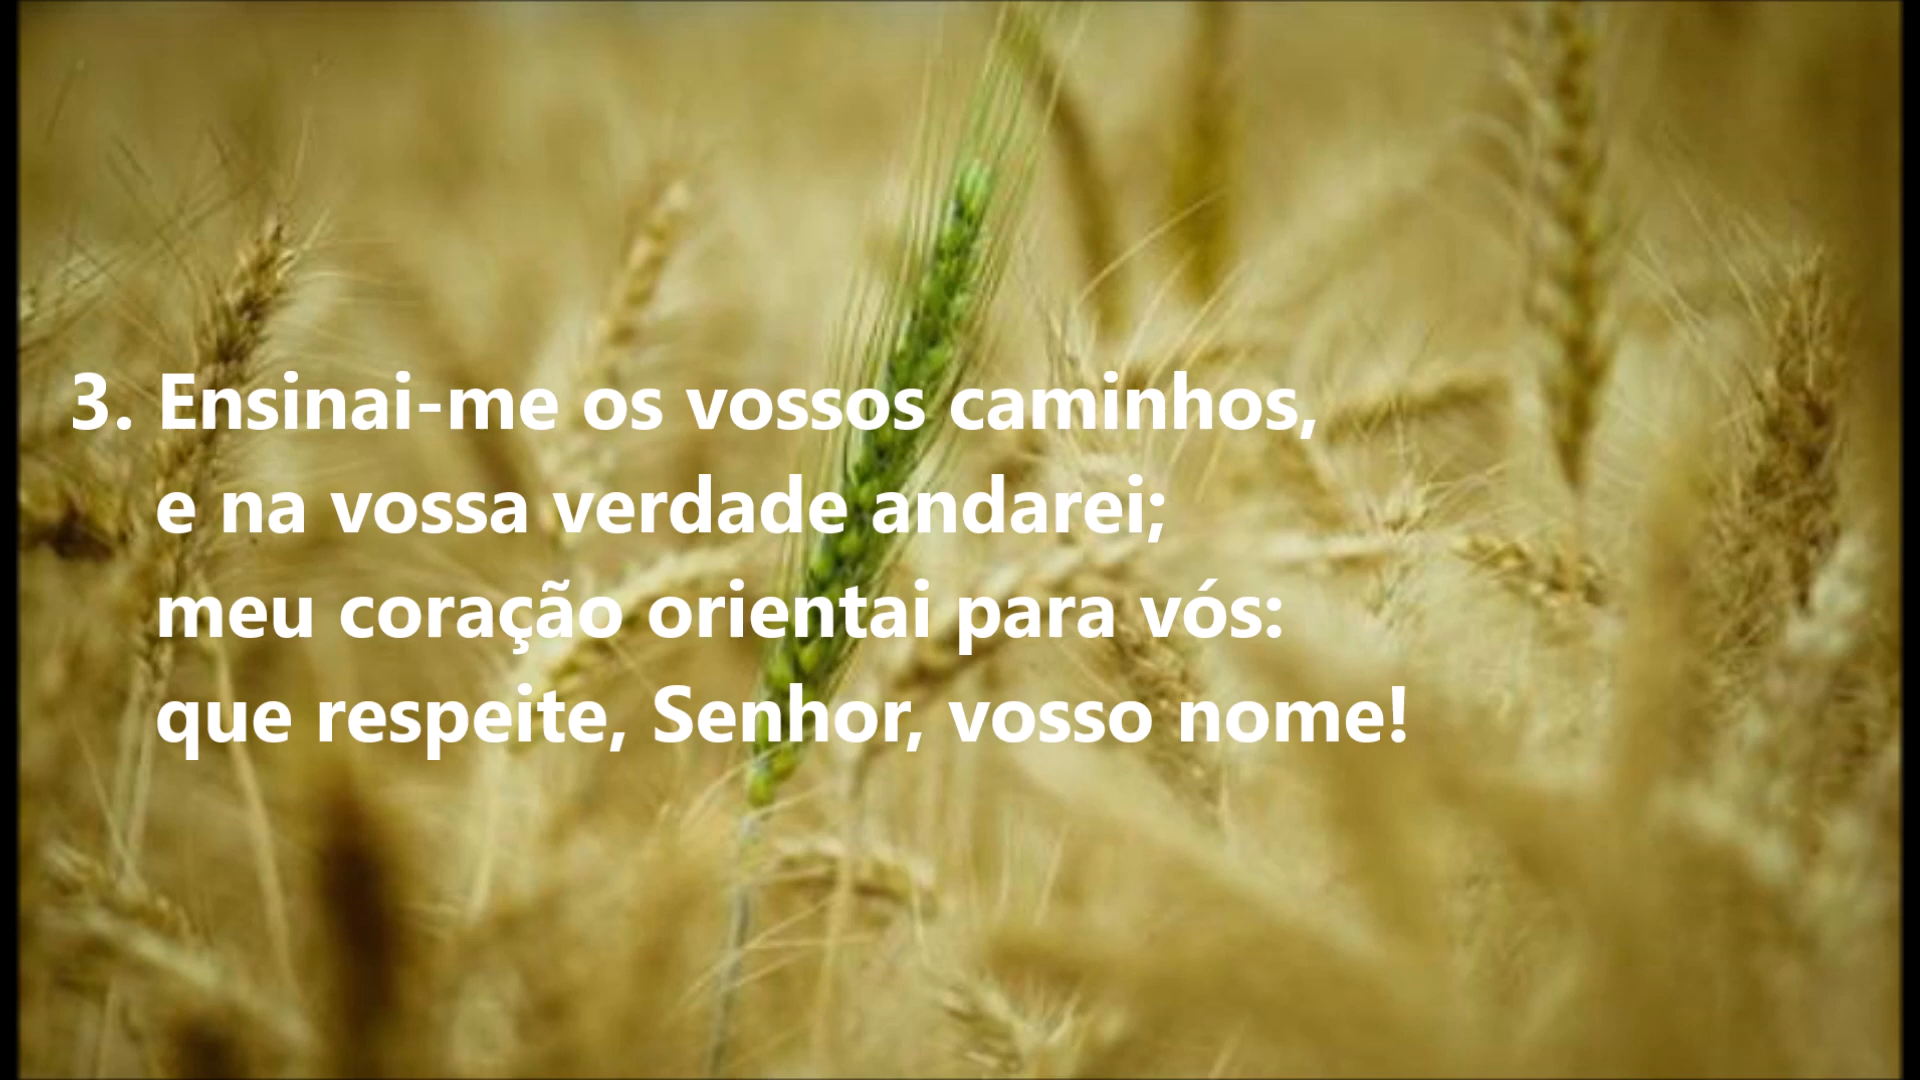 3. Ensinai-me os vossos caminhos,
e na vossa verdade andarei;
meu coração orientai para vós:
que respeite, Senhor, vosso nome!